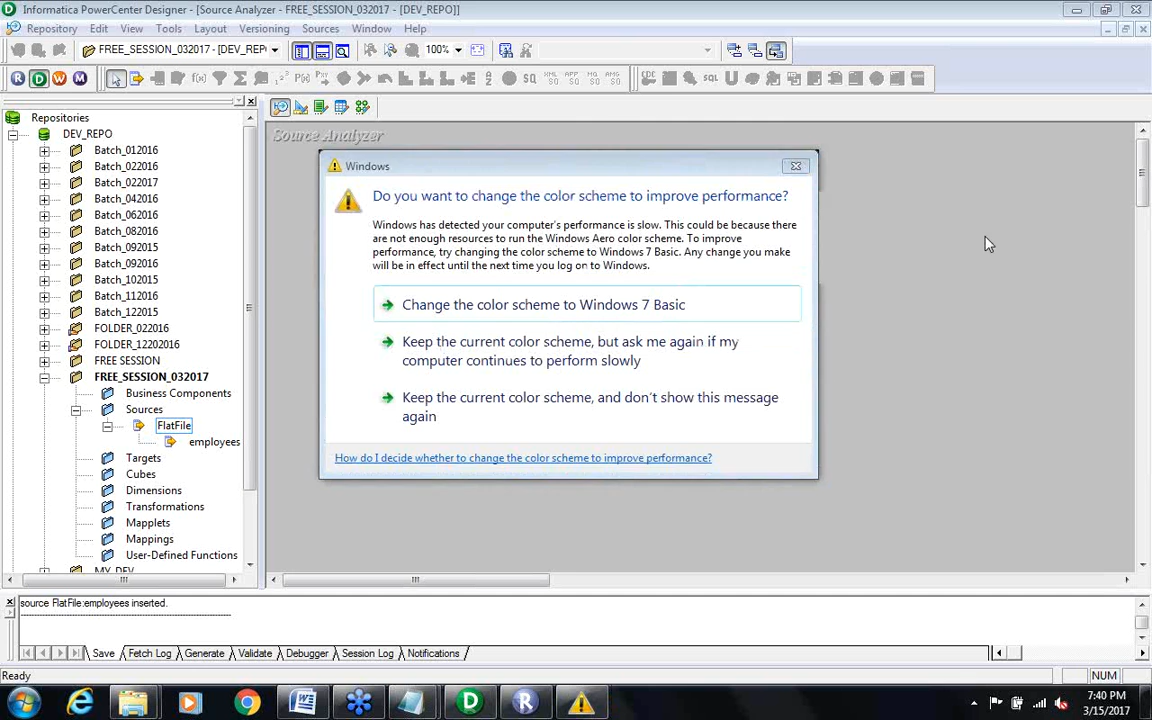 Informatica PowerCenter Designer - [Source Analyzer - FREE_SESSION_032017 - [DEV_REPO]]
Repository Edit View Tools Layout Versioning Sources Window Help
FREE_SESSION_032017 - [DEV_REP
100%
Source Analyzer
Repositories
DEV_REPO
Batch_012016
Batch_022016
Batch_022017
Batch_042016
Batch_062016
Batch_082016
Batch_092015
Batch_092016
Batch_102015
Batch_112016
Batch_122015
FOLDER_022016
FOLDER_12202016
FREE SESSION
FREE_SESSION_032017
Business Components
Sources
FlatFile
employees
Targets
Cubes
Dimensions
Transformations
Mapplets
Mappings
User-Defined Functions
MY_DEV
Windows
Do you want to change the color scheme to improve performance?
Windows has detected your computer's performance is slow. This could be because there
are not enough resources to run the Windows Aero color scheme. To improve
performance, try changing the color scheme to Windows 7 Basic. Any change you make
will be in effect until the next time you log on to Windows.
Change the color scheme to Windows 7 Basic
Keep the current color scheme, but ask me again if my
computer continues to perform slowly
Keep the current color scheme, and don't show this message
again
How do I decide whether to change the color scheme to improve performance?
source FlatFile:employees inserted.
Save Fetch Log Generate Validate Debugger Session Log Notifications
Ready
NUM
7:40 PM
3/15/2017